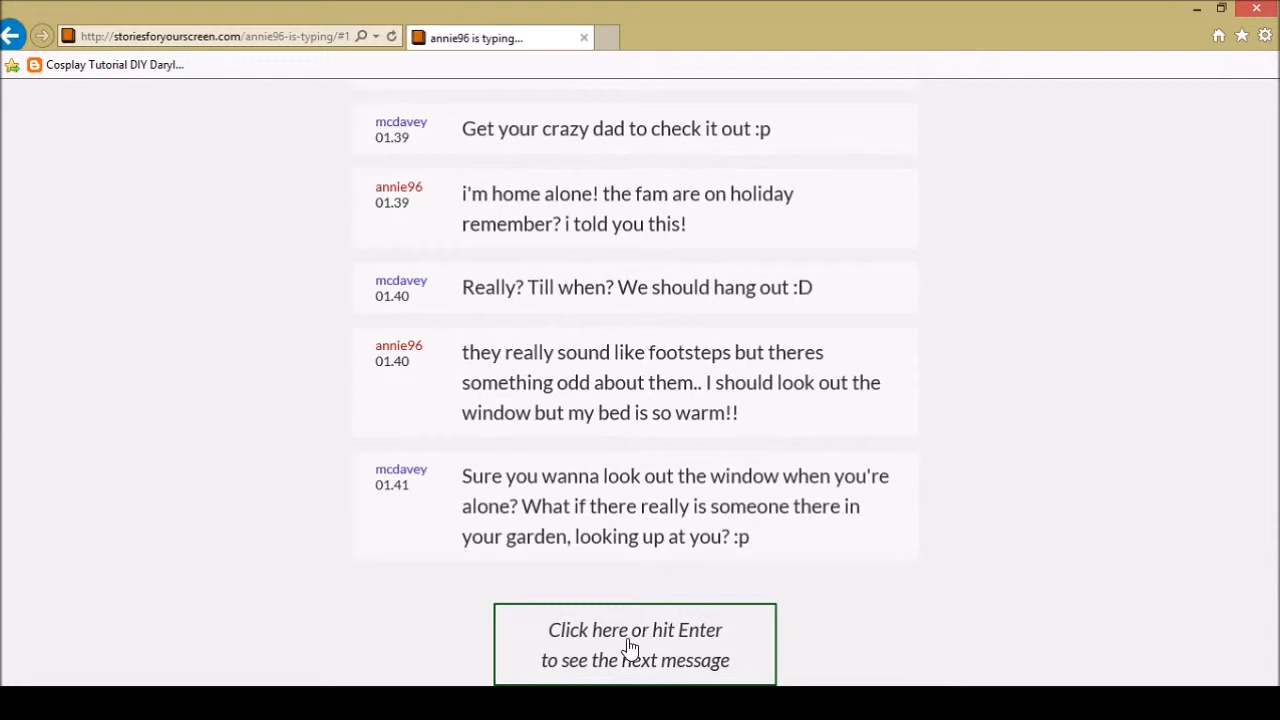 http://storiesforyourscreen.com/annie96-is-typing/#1
annie96 is typing...
Cosplay Tutorial DIY Daryl...
mcdavey
01.39
Get your crazy dad to check it out :p
annie96
01.39
i'm home alone! the fam are on holiday
remember? i told you this!
mcdavey
01.40
Really? Till when? We should hang out :D
annie96
01.40
they really sound like footsteps but theres
something odd about them.. I should look out the
window but my bed is so warm!!
mcdavey
01.41
Sure you wanna look out the window when you're
alone? What if there really is someone there in
your garden, looking up at you? :p
Click here or hit Enter
to see the next message